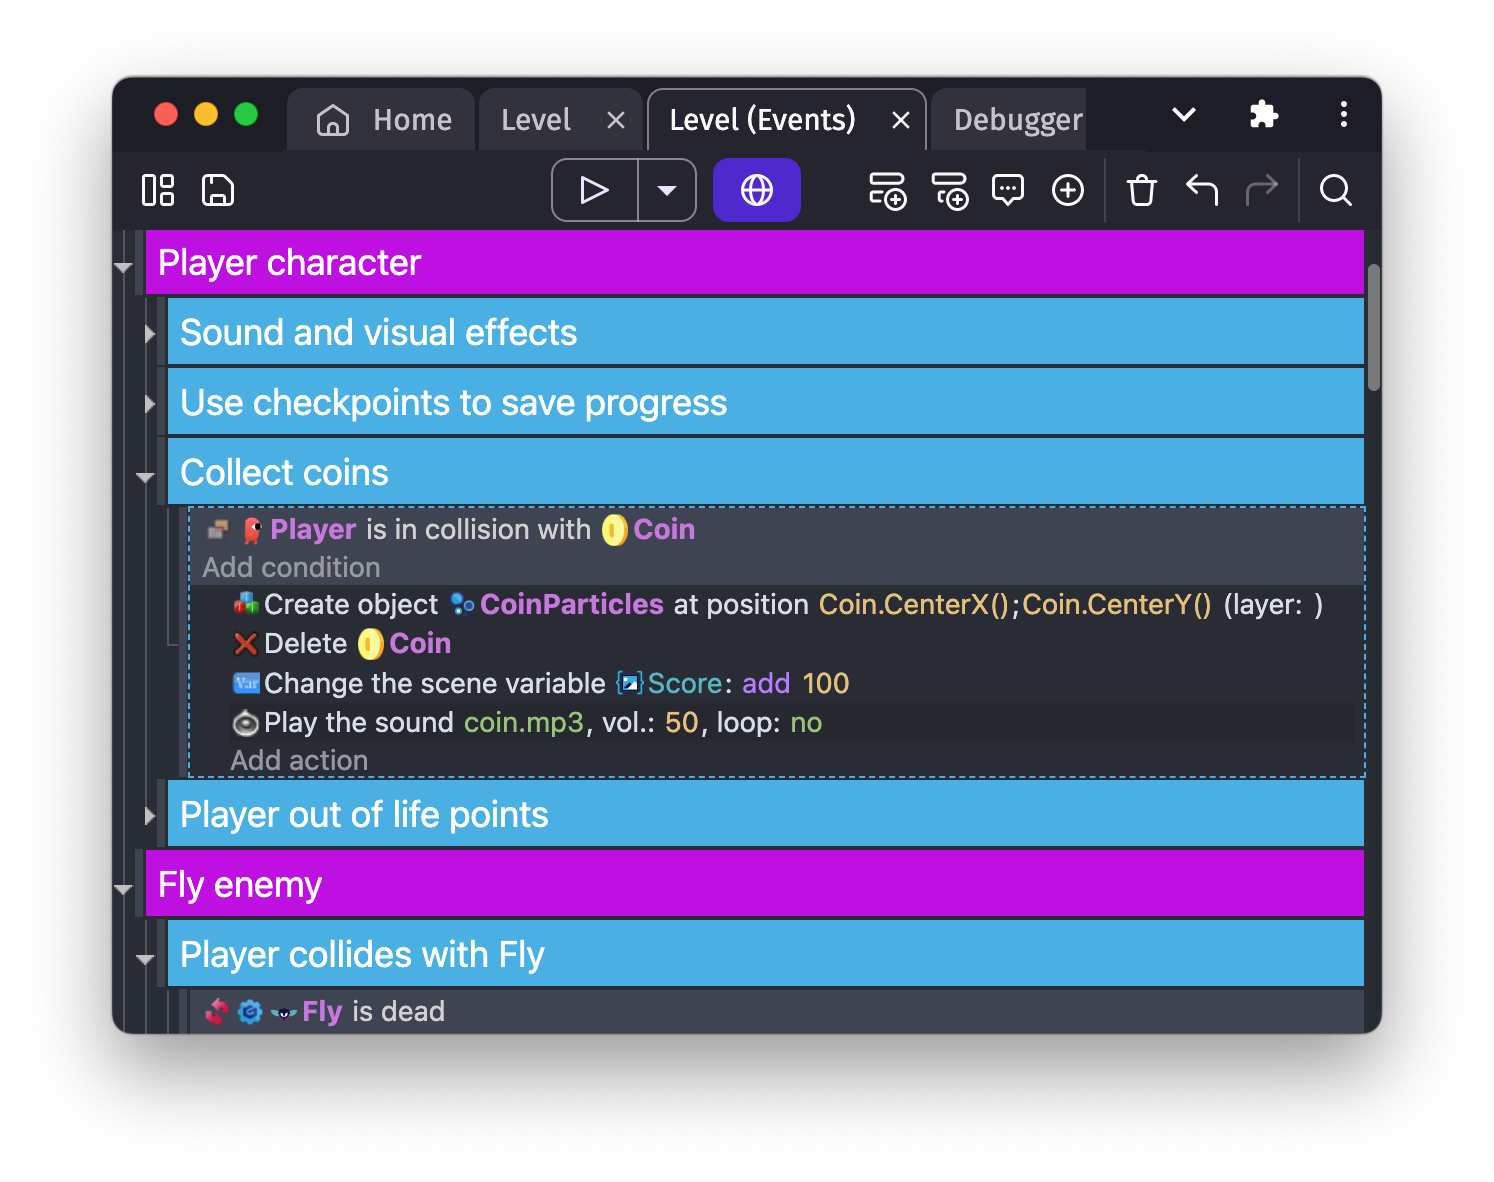 Home Level Level (Events) Debugger
Player character
Sound and visual effects
Use checkpoints to save progress
Collect coins
Player is in collision with Coin
Add condition
Create object CoinParticles at position Coin.CenterX();Coin.CenterY() (layer: )
Delete Coin
Var Change the scene variable Score: add 100
Play the sound coin.mp3, vol.: 50, loop: no
Add action
Player out of life points
Fly enemy
Player collides with Fly
Fly is dead